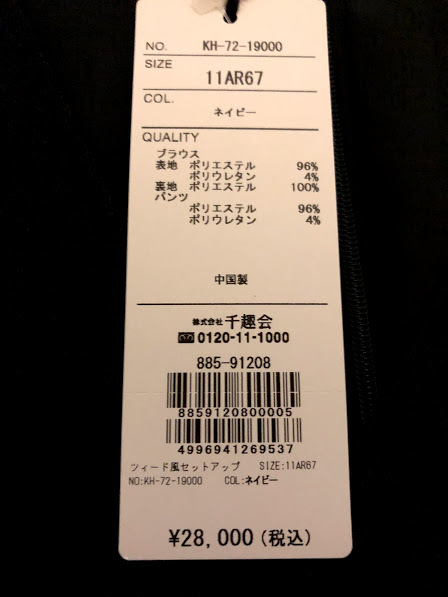 NO. KH-72-19000
SIZE
11AR67
COL.
ネイビー
QUALITY
ブラウス
表地 ポリエステル 96%
ポリウレタン 4%
裏地 ポリエステル 100%
パンツ
ポリエステル 96%
ポリウレタン 4%
中国製
株式会社 千趣会
0120-11-1000
885-91208
8859120800005
4996941269537
ツィード風セットアップ SIZE:11AR67
NO:KH-72-19000 COL:ネイビー
¥28,000(税込)